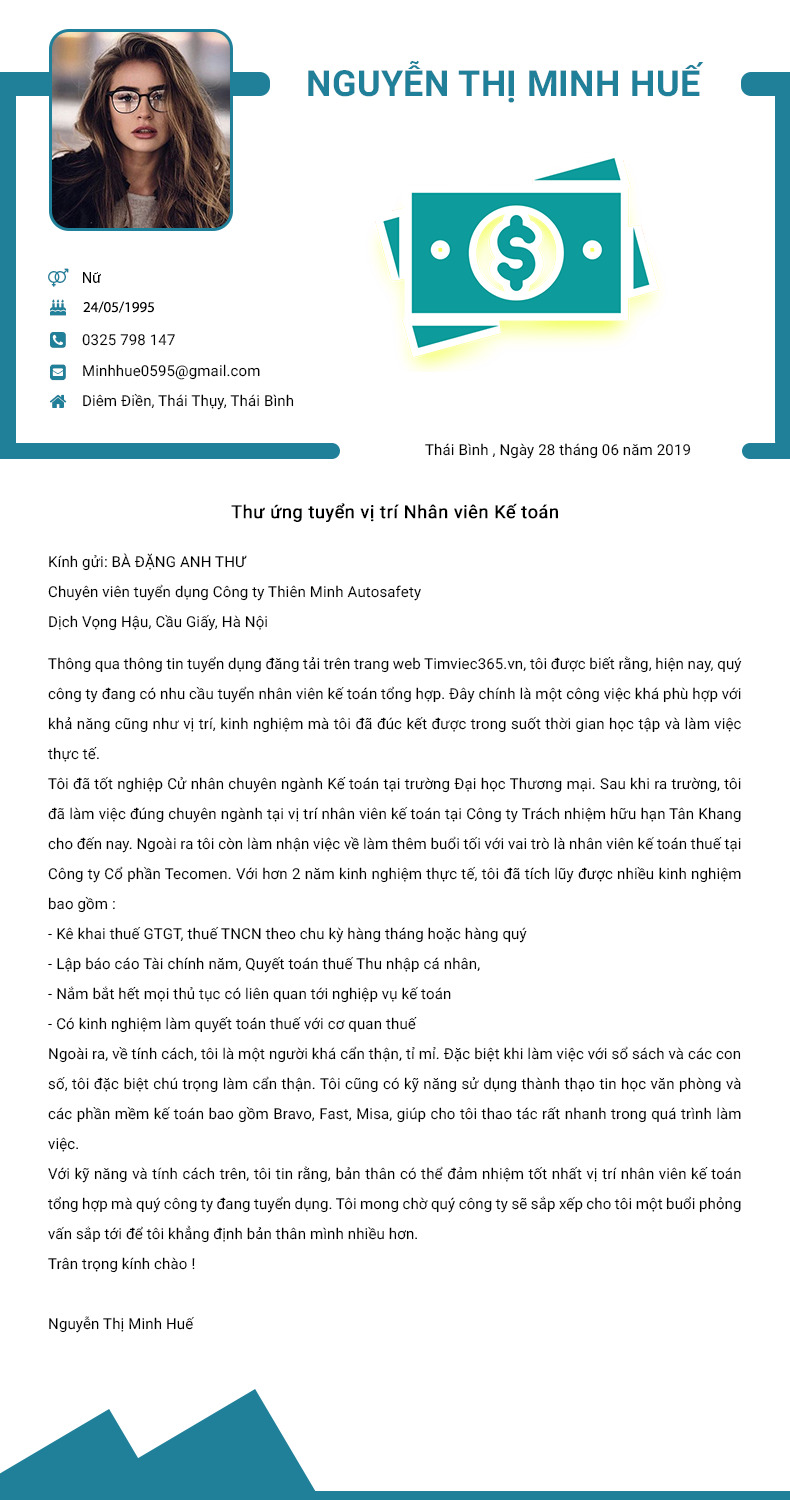 NGUYỄN THỊ MINH HUẾ
Nữ
24/05/1995
0325 798 147
Minhhue0595@gmail.com
Diêm Điền, Thái Thụy, Thái Bình
Thái Bình , Ngày 28 tháng 06 năm 2019
Thư ứng tuyển vị trí Nhân viên Kế toán
Kính gửi: BÀ ĐẶNG ANH THƯ
Chuyên viên tuyển dụng Công ty Thiên Minh Autosafety
Dịch Vọng Hậu, Cầu Giấy, Hà Nội
Thông qua thông tin tuyển dụng đăng tải trên trang web Timviec365.vn, tôi được biết rằng, hiện nay, quý
công ty đang có nhu cầu tuyển nhân viên kế toán tổng hợp. Đây chính là một công việc khá phù hợp với
khả năng cũng như vị trí, kinh nghiệm mà tôi đã đúc kết được trong suốt thời gian học tập và làm việc
thực tế.
Tôi đã tốt nghiệp Cử nhân chuyên ngành Kế toán tại trường Đại học Thương mại. Sau khi ra trường, tôi
đã làm việc đúng chuyên ngành tại vị trí nhân viên kế toán tại Công ty Trách nhiệm hữu hạn Tân Khang
cho đến nay. Ngoài ra tôi còn làm nhận việc về làm thêm buổi tối với vai trò là nhân viên kế toán thuế tại
Công ty Cổ phần Tecomen. Với hơn 2 năm kinh nghiệm thực tế, tôi đã tích lũy được nhiều kinh nghiệm
bao gồm :
- Kê khai thuế GTGT, thuế TNCN theo chu kỳ hàng tháng hoặc hàng quý
- Lập báo cáo Tài chính năm, Quyết toán thuế Thu nhập cá nhân,
- Nắm bắt hết mọi thủ tục có liên quan tới nghiệp vụ kế toán
- Có kinh nghiệm làm quyết toán thuế với cơ quan thuế
Ngoài ra, về tính cách, tôi là một người khá cẩn thận, tỉ mỉ. Đặc biệt khi làm việc với sổ sách và các con
số, tôi đặc biệt chú trọng làm cẩn thận. Tôi cũng có kỹ năng sử dụng thành thạo tin học văn phòng và
các phần mềm kế toán bao gồm Bravo, Fast, Misa, giúp cho tôi thao tác rất nhanh trong quá trình làm
việc.
Với kỹ năng và tính cách trên, tôi tin rằng, bản thân có thể đảm nhiệm tốt nhất vị trí nhân viên kế toán
tổng hợp mà quý công ty đang tuyển dụng. Tôi mong chờ quý công ty sẽ sắp xếp cho tôi một buổi phỏng
vấn sắp tới để tôi khẳng định bản thân mình nhiều hơn.
Trân trọng kính chào !
Nguyễn Thị Minh Huế